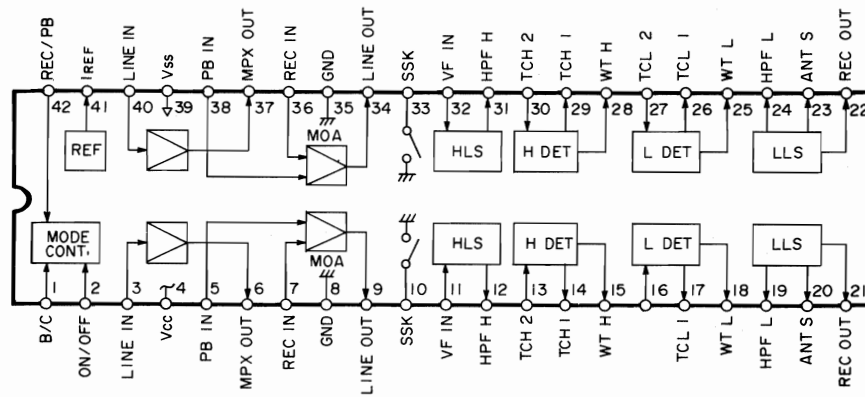 REC/PB IREF LINE IN Vss PB IN MPX OUT REC IN GND LINE OUT SSK VF IN HPF H TCH 2 TCH 1 WT H TCL 2 TCL 1 WT L HPF L ANT S REC OUT
42 41 40 39 38 37 36 35 34 33 32 31 30 29 28 27 26 25 24 23 22
REF MOA HLS H DET L DET LLS
MODE CONT. MOA HLS H DET L DET LLS
1 2 3 4 5 6 7 8 9 10 11 12 13 14 15 16 17 18 19 20 21
B/C ON/OFF LINE IN Vcc PB IN MPX OUT REC IN GND LINE OUT SSK VF IN HPF H TCH 2 TCH 1 WT H TCL 1 WT L HPF L ANT S REC OUT